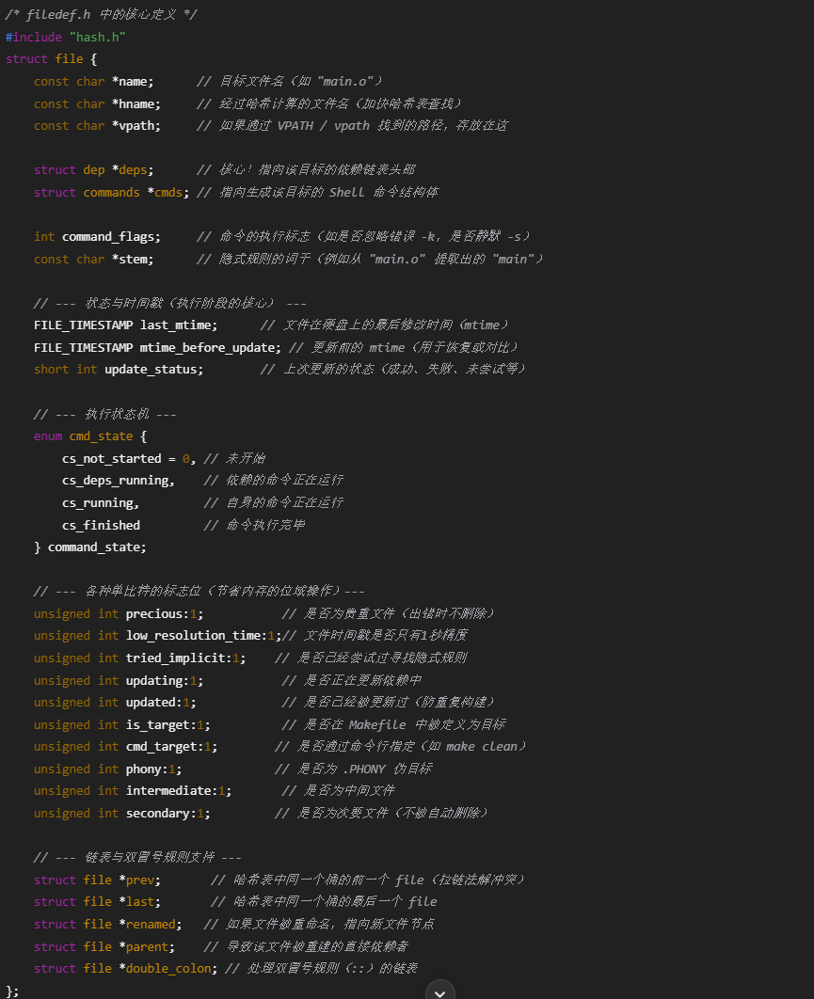 /* filedef.h 中的核心定义 */
#include "hash.h"
struct file {
    const char *name;      // 目标文件名（如 "main.o"）
    const char *hname;     // 经过哈希计算的文件名（加快哈希表查找）
    const char *vpath;     // 如果通过 VPATH / vpath 找到的路径，存放在这

    struct dep *deps;      // 核心！指向该目标的依赖链表头部
    struct commands *cmds; // 指向生成该目标的 Shell 命令结构体

    int command_flags;     // 命令的执行标志（如是否忽略错误 -k，是否静默 -s）
    const char *stem;      // 隐式规则的词干（例如从 "main.o" 提取出的 "main"）

    // --- 状态与时间戳（执行阶段的核心） ---
    FILE_TIMESTAMP last_mtime;      // 文件在硬盘上的最后修改时间（mtime）
    FILE_TIMESTAMP mtime_before_update; // 更新前的 mtime（用于恢复或对比）
    short int update_status;        // 上次更新的状态（成功、失败、未尝试等）

    // --- 执行状态机 ---
    enum cmd_state {
        cs_not_started = 0, // 未开始
        cs_deps_running,    // 依赖的命令正在运行
        cs_running,         // 自身的命令正在运行
        cs_finished         // 命令执行完毕
    } command_state;

    // --- 各种单比特的标志位（节省内存的位域操作）---
    unsigned int precious:1;           // 是否为贵重文件（出错时不删除）
    unsigned int low_resolution_time:1;// 文件时间戳是否只有1秒精度
    unsigned int tried_implicit:1;    // 是否已经尝试过寻找隐式规则
    unsigned int updating:1;           // 是否正在更新依赖中
    unsigned int updated:1;            // 是否已经被更新过（防重复构建）
    unsigned int is_target:1;          // 是否在 Makefile 中被定义为目标
    unsigned int cmd_target:1;        // 是否通过命令行指定（如 make clean）
    unsigned int phony:1;             // 是否为 .PHONY 伪目标
    unsigned int intermediate:1;       // 是否为中间文件
    unsigned int secondary:1;         // 是否为次要文件（不被自动删除）

    // --- 链表与双冒号规则支持 ---
    struct file *prev;       // 哈希表中同一个桶的前一个 file（拉链法解冲突）
    struct file *last;       // 哈希表中同一个桶的最后一个 file
    struct file *renamed;   // 如果文件被重命名，指向新文件节点
    struct file *parent;    // 导致该文件被重建的直接依赖者
    struct file *double_colon; // 处理双冒号规则（::）的链表
};